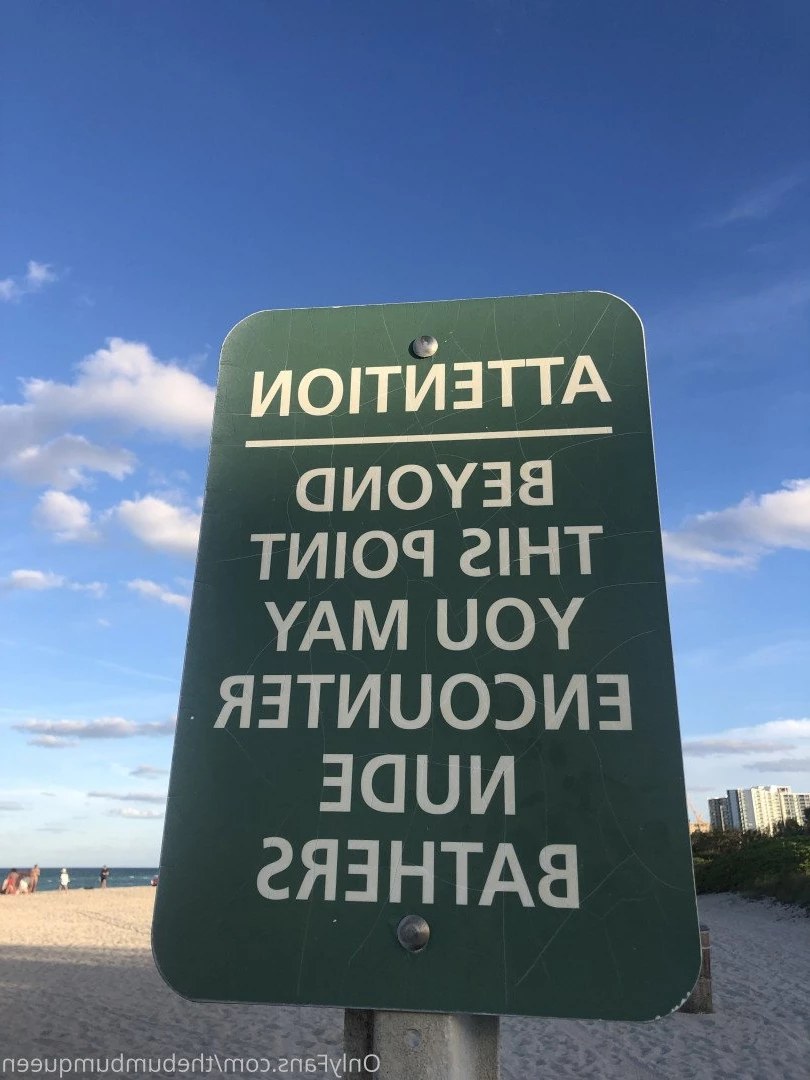 ATTENTION
BEYOND
THIS POINT
YOU MAY
ENCOUNTER
NUDE
BATHERS
OnlyFans.com/thebumbumqueen